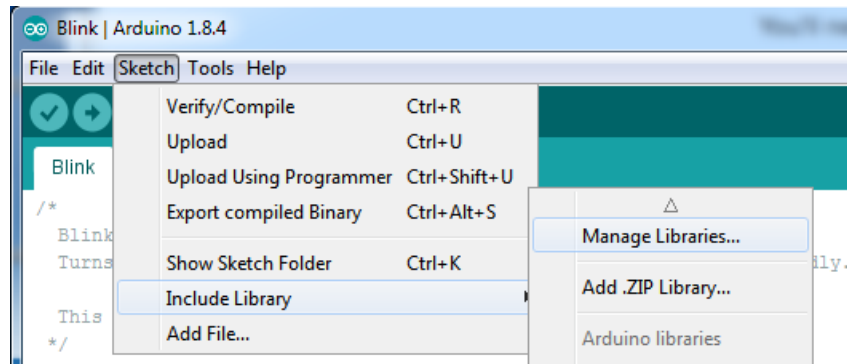 Blink | Arduino 1.8.4
File Edit Sketch Tools Help
Verify/Compile Ctrl+R
Upload Ctrl+U
Upload Using Programmer Ctrl+Shift+U
Export compiled Binary Ctrl+Alt+S
Show Sketch Folder Ctrl+K
Include Library
Add File...
Manage Libraries...
Add .ZIP Library...
Arduino libraries
Blink
/*
Blink
Turns
This
*/